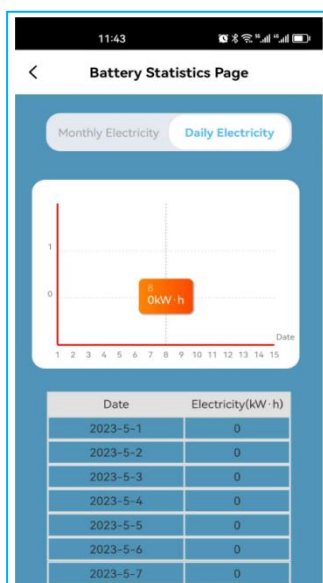 11:43
Battery Statistics Page
Monthly Electricity Daily Electricity
1
8
0kW·h
0
Date
1 2 3 4 5 6 7 8 9 10 11 12 13 14 15
Date Electricity(kW·h)
2023-5-1 0
2023-5-2 0
2023-5-3 0
2023-5-4 0
2023-5-5 0
2023-5-6 0
2023-5-7 0